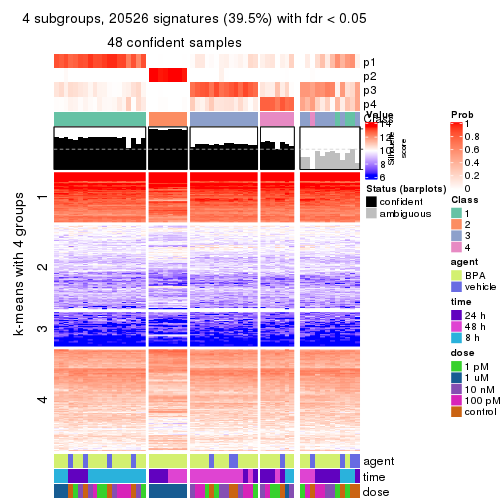 4 subgroups, 20526 signatures (39.5%) with fdr < 0.05
48 confident samples
p1
p2
p3
p4
Class
Silhouette
score
k-means with 4 groups
1
2
3
4
agent
time
dose
Value
14
12
10
8
6
Status (barplots)
confident
ambiguous
Prob
1
0.8
0.6
0.4
0.2
0
Class
1
2
3
4
agent
BPA
vehicle
time
24 h
48 h
8 h
dose
1 pM
1 uM
10 nM
100 pM
control